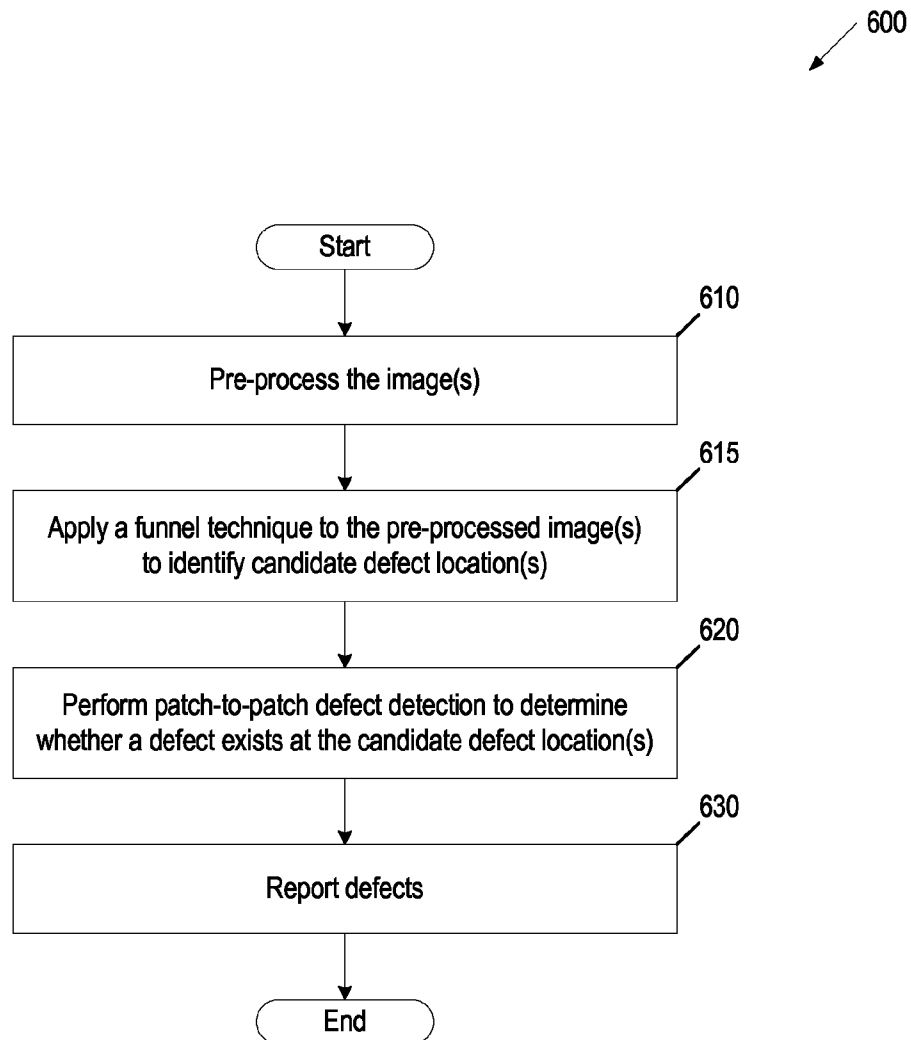 600
Start
610
Pre-process the image(s)
615
Apply a funnel technique to the pre-processed image(s)
to identify candidate defect location(s)
620
Perform patch-to-patch defect detection to determine
whether a defect exists at the candidate defect location(s)
630
Report defects
End